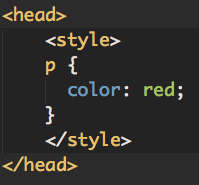 <head>
    <style>
    p {
      color: red;
    }
    </style>
</head>